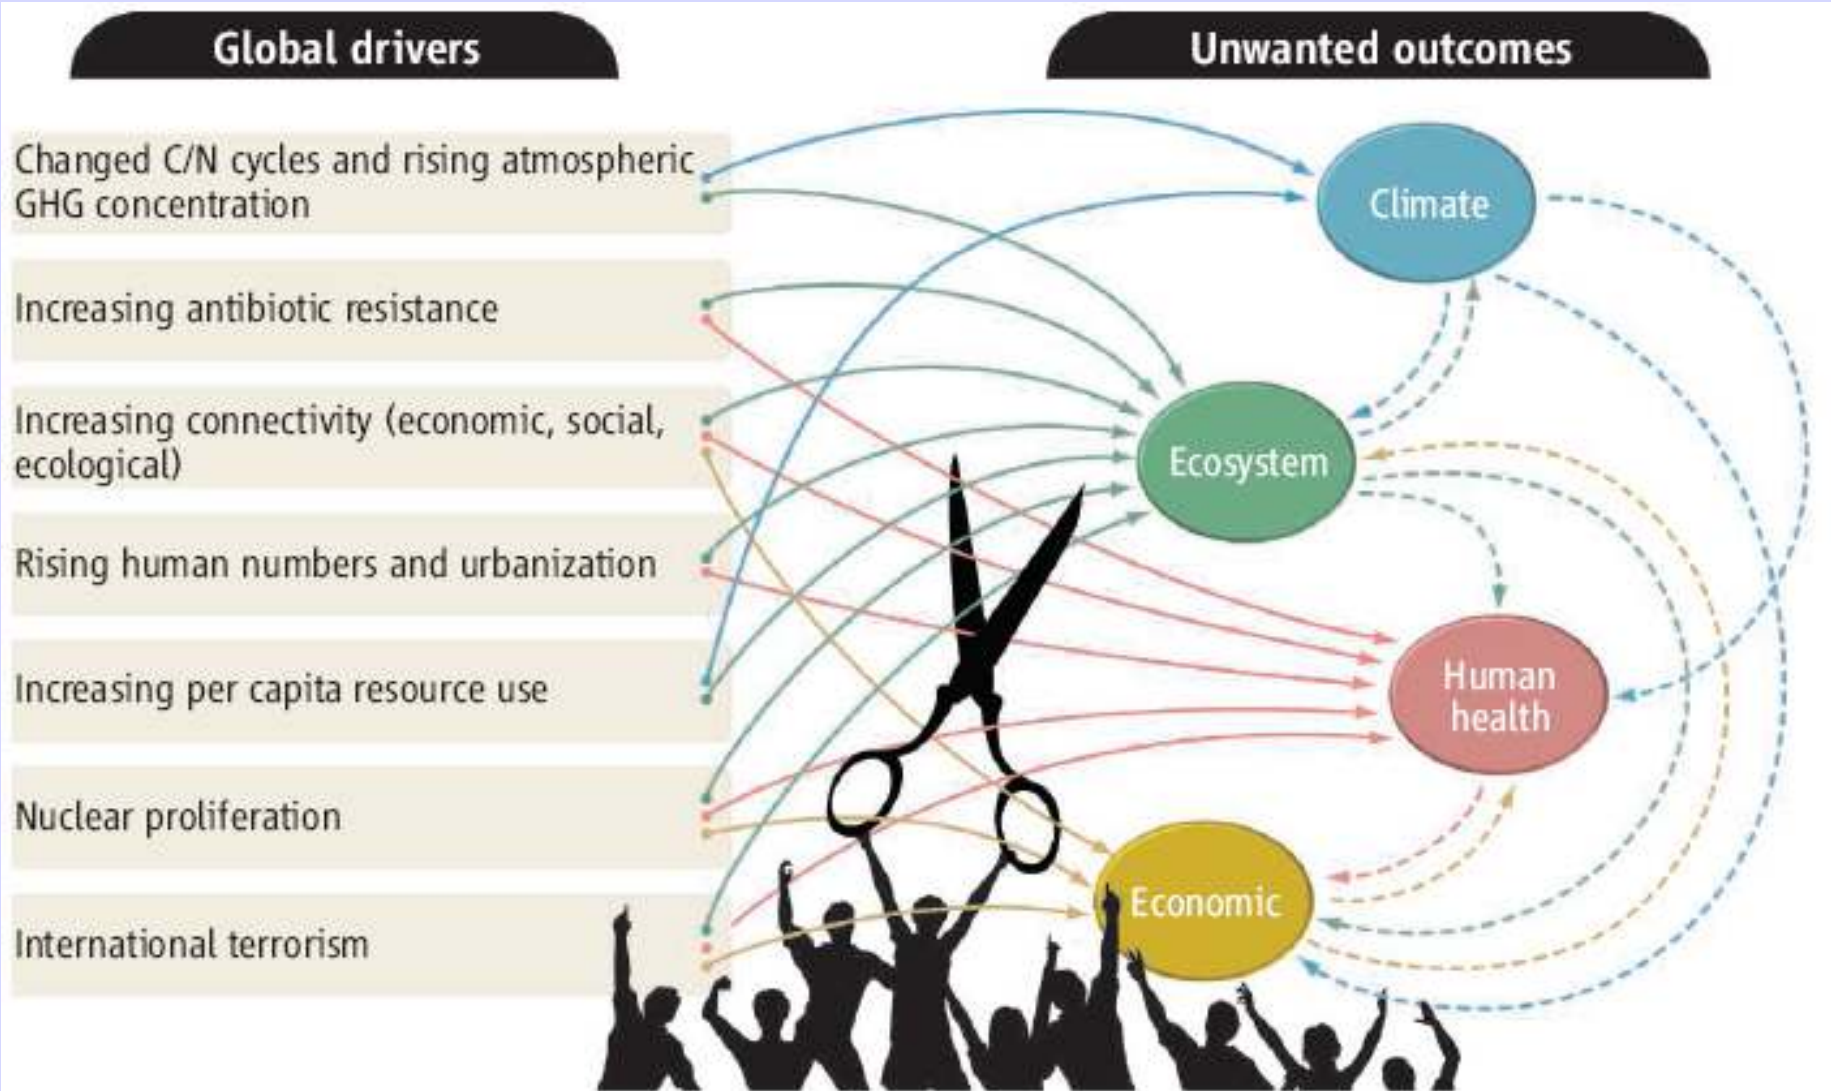 Global drivers
Unwanted outcomes
Changed C/N cycles and rising atmospheric
GHG concentration
Increasing antibiotic resistance
Increasing connectivity (economic, social,
ecological)
Rising human numbers and urbanization
Increasing per capita resource use
Nuclear proliferation
International terrorism
Climate
Ecosystem
Human
health
Economic